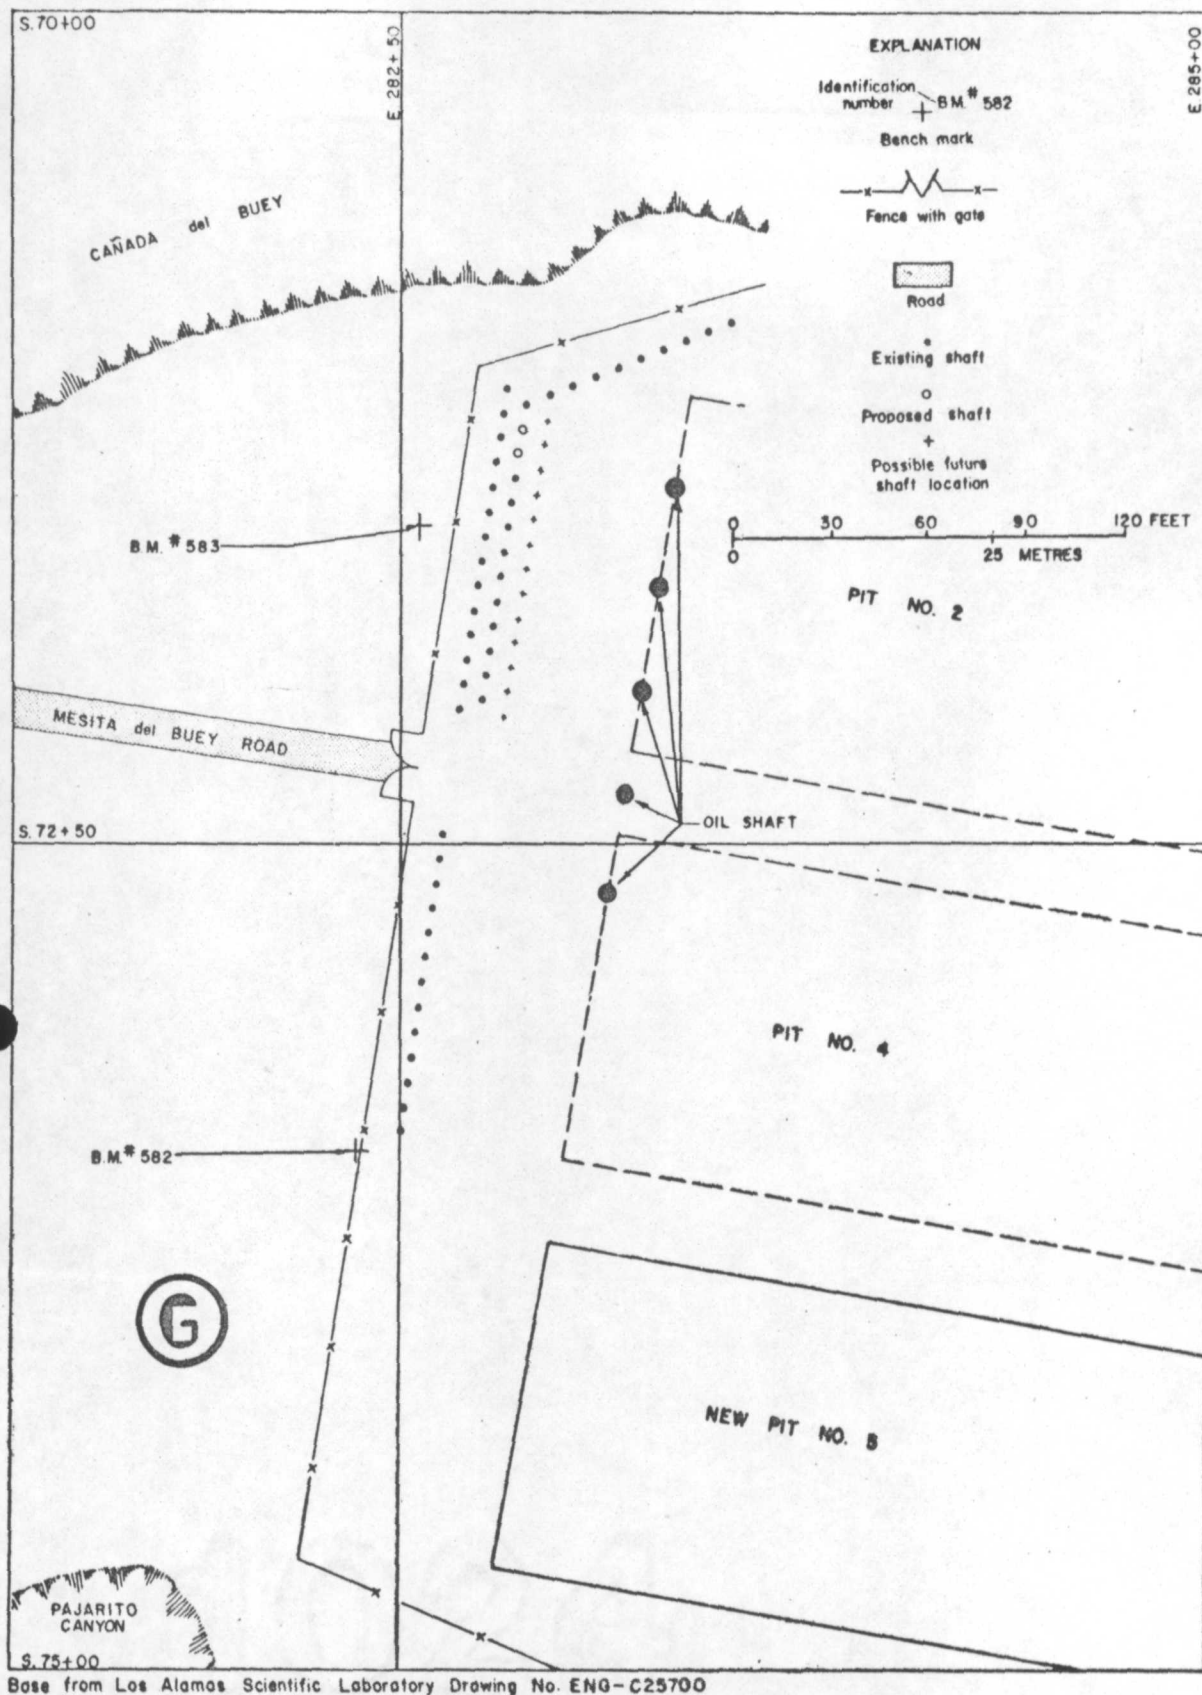 S. 70+00
E 282+50
E 285+00
EXPLANATION
Identification
number
B.M.# 582
Bench mark
Fence with gate
Road
Existing shaft
Proposed shaft
Possible future
shaft location
CAÑADA del BUEY
0 30 60 90 120 FEET
0 25 METRES
B.M. # 583
PIT NO. 2
MESITA del BUEY ROAD
OIL SHAFT
S. 72+50
PIT NO. 4
B.M.# 582
G
NEW PIT NO. 5
PAJARITO
CANYON
S. 75+00
Base from Los Alamos Scientific Laboratory Drawing No. ENG-C25700